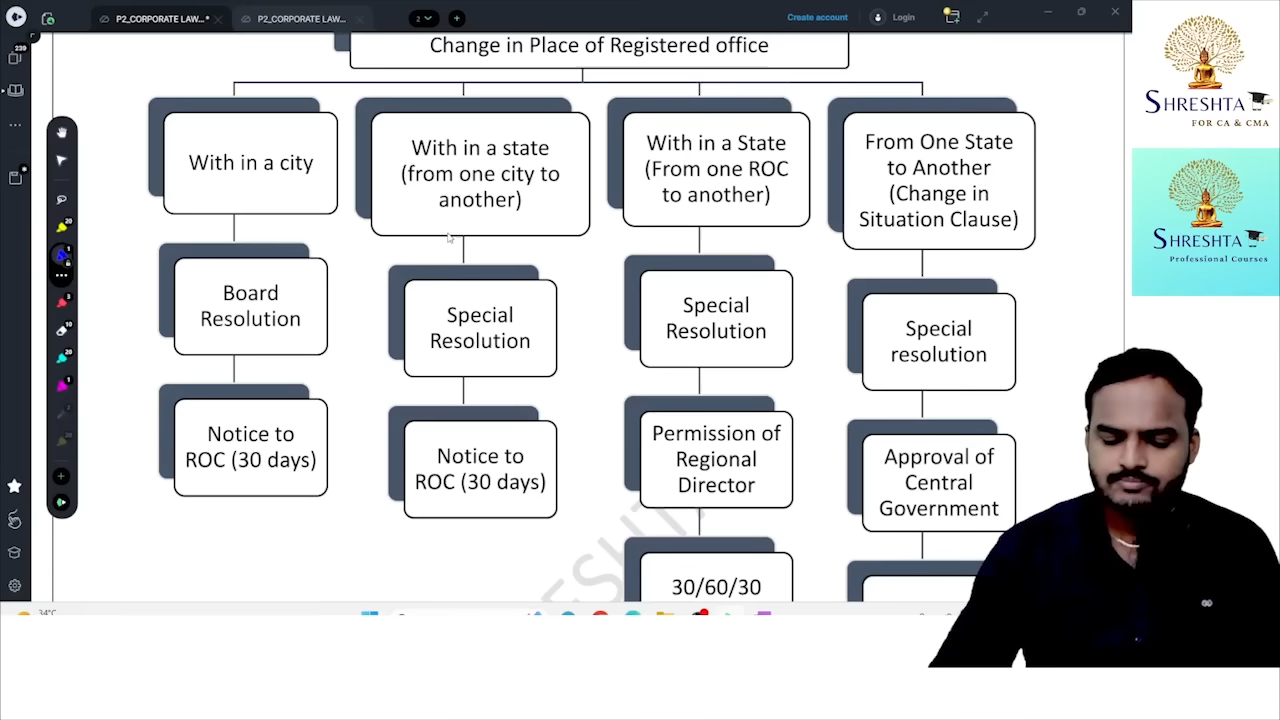 P2_CORPORATE LAW...*
P2_CORPORATE LAW...
2
Create account
Login
239
Change in Place of Registered office
With in a city
With in a state
(from one city to
another)
With in a State
(From one ROC
to another)
From One State
to Another
(Change in
Situation Clause)
Board
Resolution
Special
Resolution
Special
Resolution
Special
resolution
Notice to
ROC (30 days)
Notice to
ROC (30 days)
Permission of
Regional
Director
Approval of
Central
Government
30/60/30
34°C
SHRESHTA
FOR CA & CMA
SHRESHTA
Professional Courses